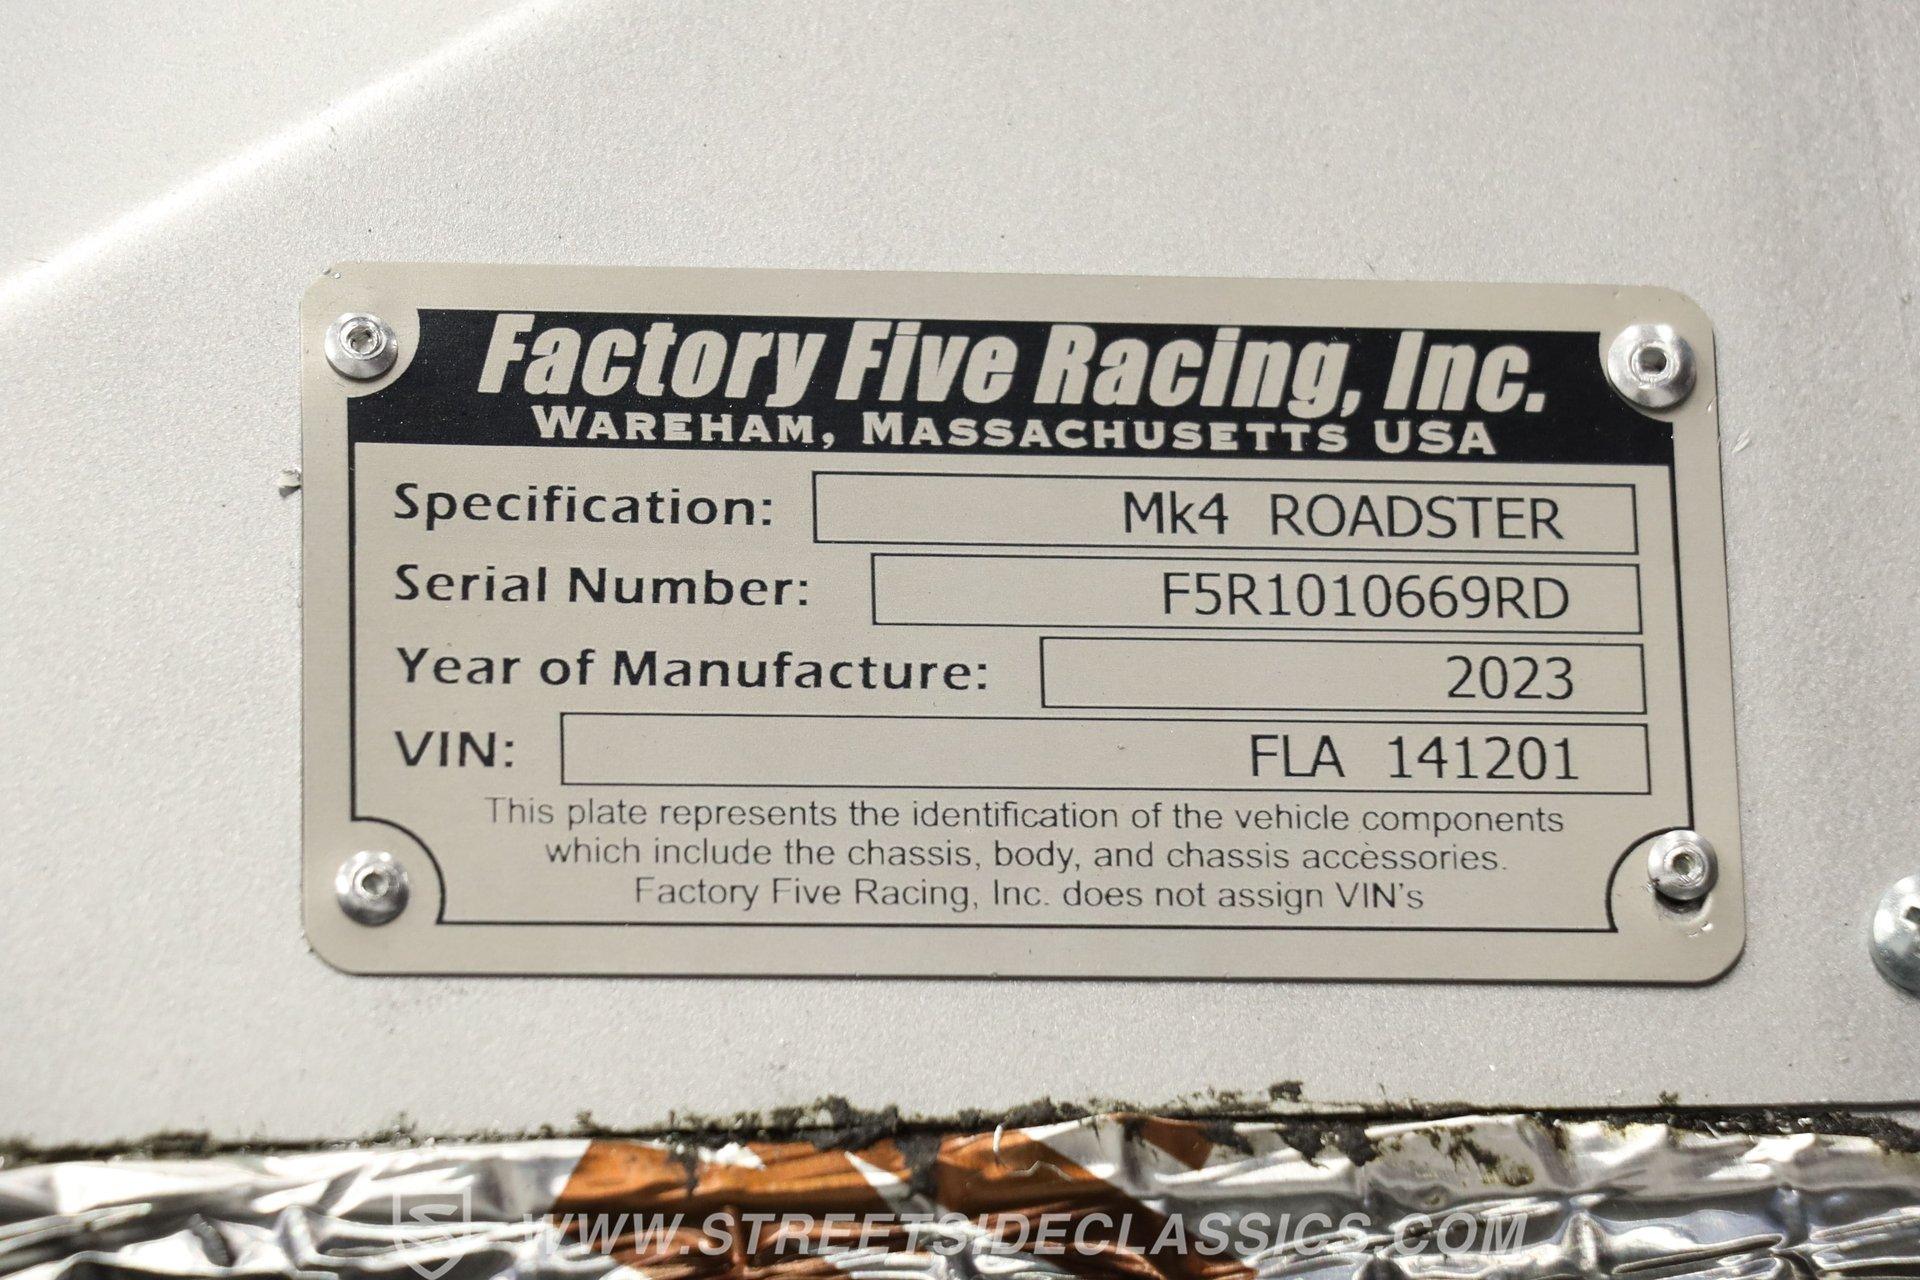 Factory Five Racing, Inc.
WAREHAM, MASSACHUSETTS USA
Specification: Mk4 ROADSTER
Serial Number: F5R1010669RD
Year of Manufacture: 2023
VIN: FLA 141201
This plate represents the identification of the vehicle components
which include the chassis, body, and chassis accessories.
Factory Five Racing, Inc. does not assign VIN's
WWW.STREETSIDECLASSICS.COM